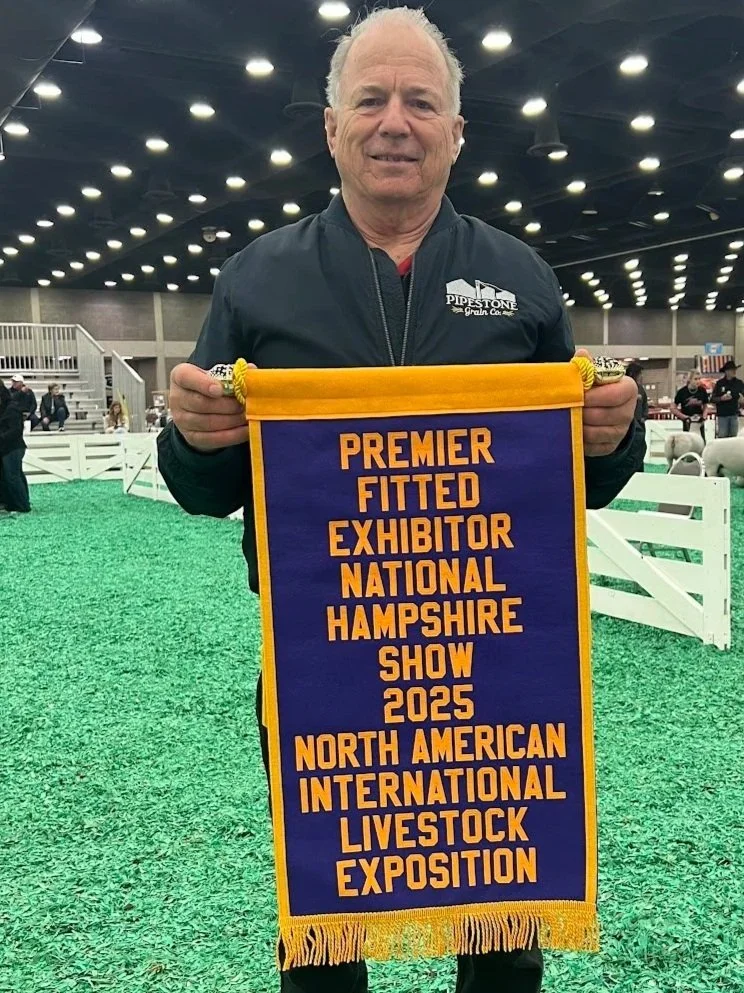 PIPESTONE
Grain Co.
PREMIER
FITTED
EXHIBITOR
NATIONAL
HAMPSHIRE
SHOW
2025
NORTH AMERICAN
INTERNATIONAL
LIVESTOCK
EXPOSITION